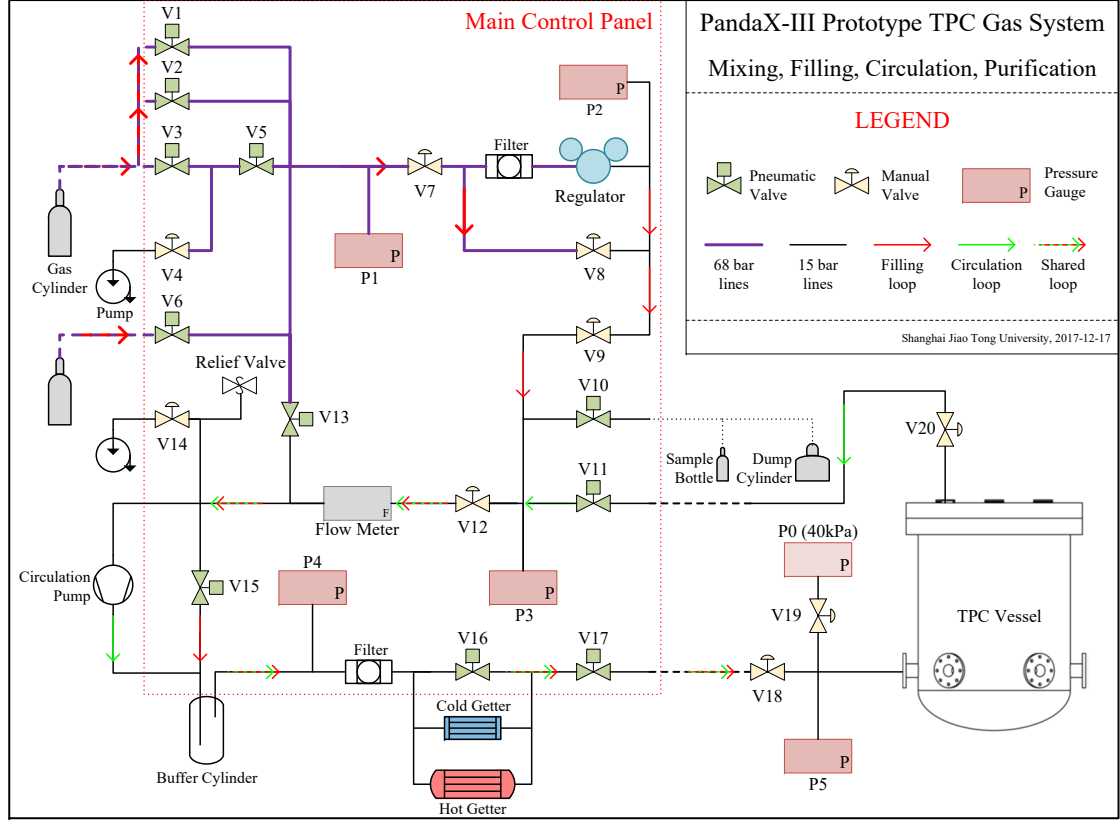 Main Control Panel
V1
V2
V3
V5
V4
V6
V7
Filter
Regulator
P
P2
P
P1
V8
V9
Gas
Cylinder
Pump
Relief Valve
V13
V14
V10
V11
V12
Sample
Bottle
Dump
Cylinder
V20
F
Flow Meter
Circulation
Pump
V15
P4
P
P
P3
P0 (40kPa)
P
V19
TPC Vessel
Filter
V16
V17
V18
Cold Getter
Hot Getter
Buffer Cylinder
P
P5
PandaX-III Prototype TPC Gas System
Mixing, Filling, Circulation, Purification
LEGEND
Pneumatic
Valve
Manual
Valve
P
Pressure
Gauge
68 bar
lines
15 bar
lines
Filling
loop
Circulation
loop
Shared
loop
Shanghai Jiao Tong University, 2017-12-17